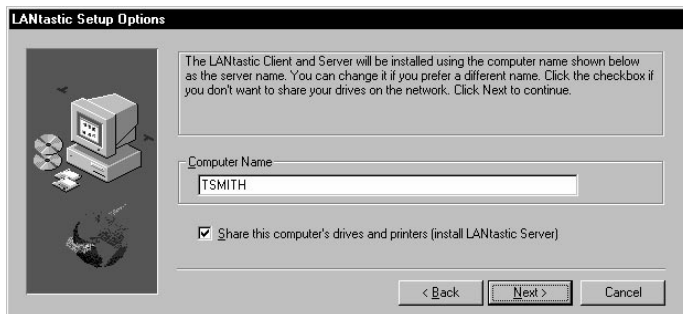 LANtastic Setup Options
The LANtastic Client and Server will be installed using the computer name shown below
as the server name. You can change it if you prefer a different name. Click the checkbox if
you don't want to share your drives on the network. Click Next to continue.
Computer Name
TSMITH
Share this computer's drives and printers (install LANtastic Server)
< Back
Next >
Cancel